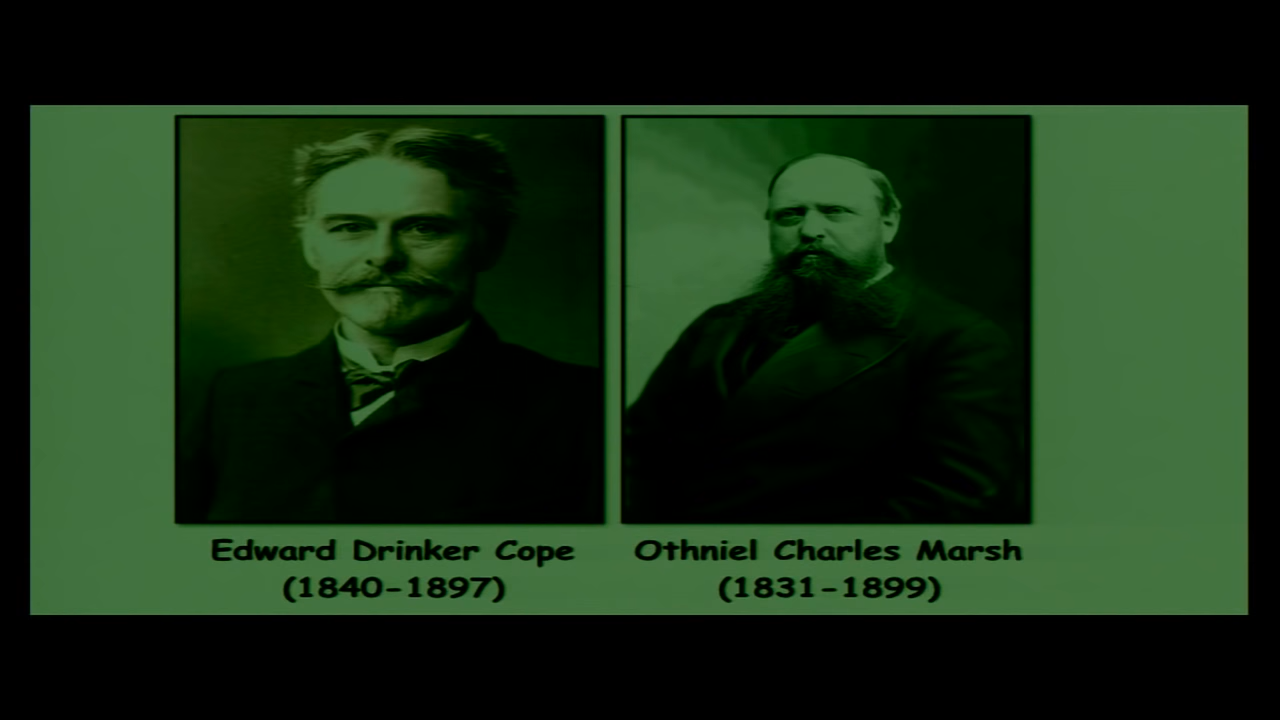 Edward Drinker Cope
(1840-1897)
Othniel Charles Marsh
(1831-1899)